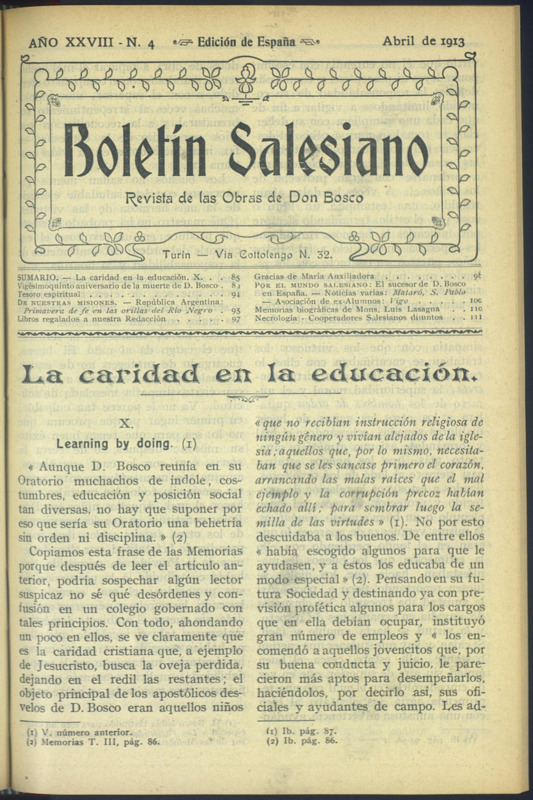 AÑO XXVIII - N. 4 Edición de España Abril de 1913
Boletín Salesiano
Revista de las Obras de Don Bosco
Turín — Via Cottolengo N. 32.
SUMARIO. — La caridad en la educación. X. . . 85
Vigésimoquinto aniversario de la muerte de D. Bosco . 89
Tesoro espiritual . . . . . . . . . . 94
DE NUESTRAS MISIONES. — República Argentina:
Primavera de fe en las orillas del Río Negro . 95
Libros regalados a nuestra Redacción . . . . . 97
Gracias de María Auxiliadora . . . . . . . . 98
POR EL MUNDO SALESIANO: El sucesor de D. Bosco
en España. — Noticias varias: Mataró, S. Pablo
— Asociación de ex-Alumnos: Vigo . . . . . 100
Memorias biográficas de Mons. Luis Lasagna . . 110
Necrología - Cooperadores Salesianos difuntos . . 111
La caridad en la educación.
X.
Learning by doing. (1)
« Aunque D. Bosco reunía en su
Oratorio muchachos de índole, cos-
tumbres, educación y posición social
tan diversas, no hay que suponer por
eso que sería su Oratorio una behetría
sin orden ni disciplina. » (2)
Copiamos esta frase de las Memorias
porque después de leer el artículo an-
terior, podría sospechar algún lector
suspicaz no sé qué desórdenes y con-
fusión en un colegio gobernado con
tales principios. Con todo, ahondando
un poco en ellos, se ve claramente que
es la caridad cristiana que, a ejemplo
de Jesucristo, busca la oveja perdida,
dejando en el redil las restantes; el
objeto principal de los apostólicos des-
velos de D. Bosco eran aquellos niños
(1) V. número anterior.
(2) Memorias T. III, pág. 86.
« que no recibían instrucción religiosa de
ningún género y vivían alejados de la igle-
sia; aquellos que, por lo mismo, necesita-
ban que se les sanease primero el corazón,
arrancando las malas raíces que el mal
ejemplo y la corrupción precoz habían
echado allí; para sembrar luego la se-
milla de las virtudes » (1). No por esto
descuidaba a los buenos. De entre ellos
« había escogido algunos para que le
ayudasen, y a éstos los educaba de un
modo especial » (2). Pensando en su fu-
tura Sociedad y destinando ya con pre-
visión profética algunos para los cargos
que en ella debían ocupar, instituyó
gran número de empleos y « los en-
comendó a aquellos jovencitos que, por
su buena conducta y juicio, le pare-
cieron más aptos para desempeñarlos,
haciéndolos, por decirlo así, sus ofi-
ciales y ayudantes de campo. Les ad-
(1) Ib. pág. 87.
(2) Ib. pág. 86.